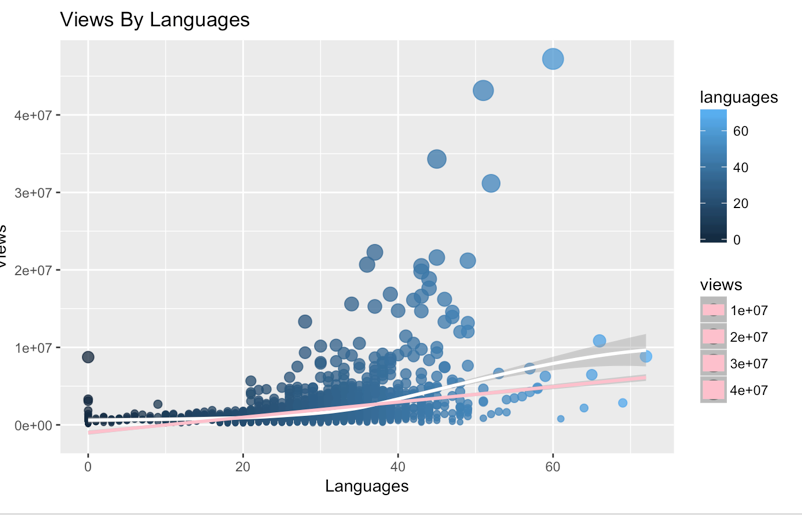 Views By Languages
4e+07
3e+07
2e+07
1e+07
0e+00
0
20
40
60
Languages
Views
languages
60
40
20
0
views
1e+07
2e+07
3e+07
4e+07